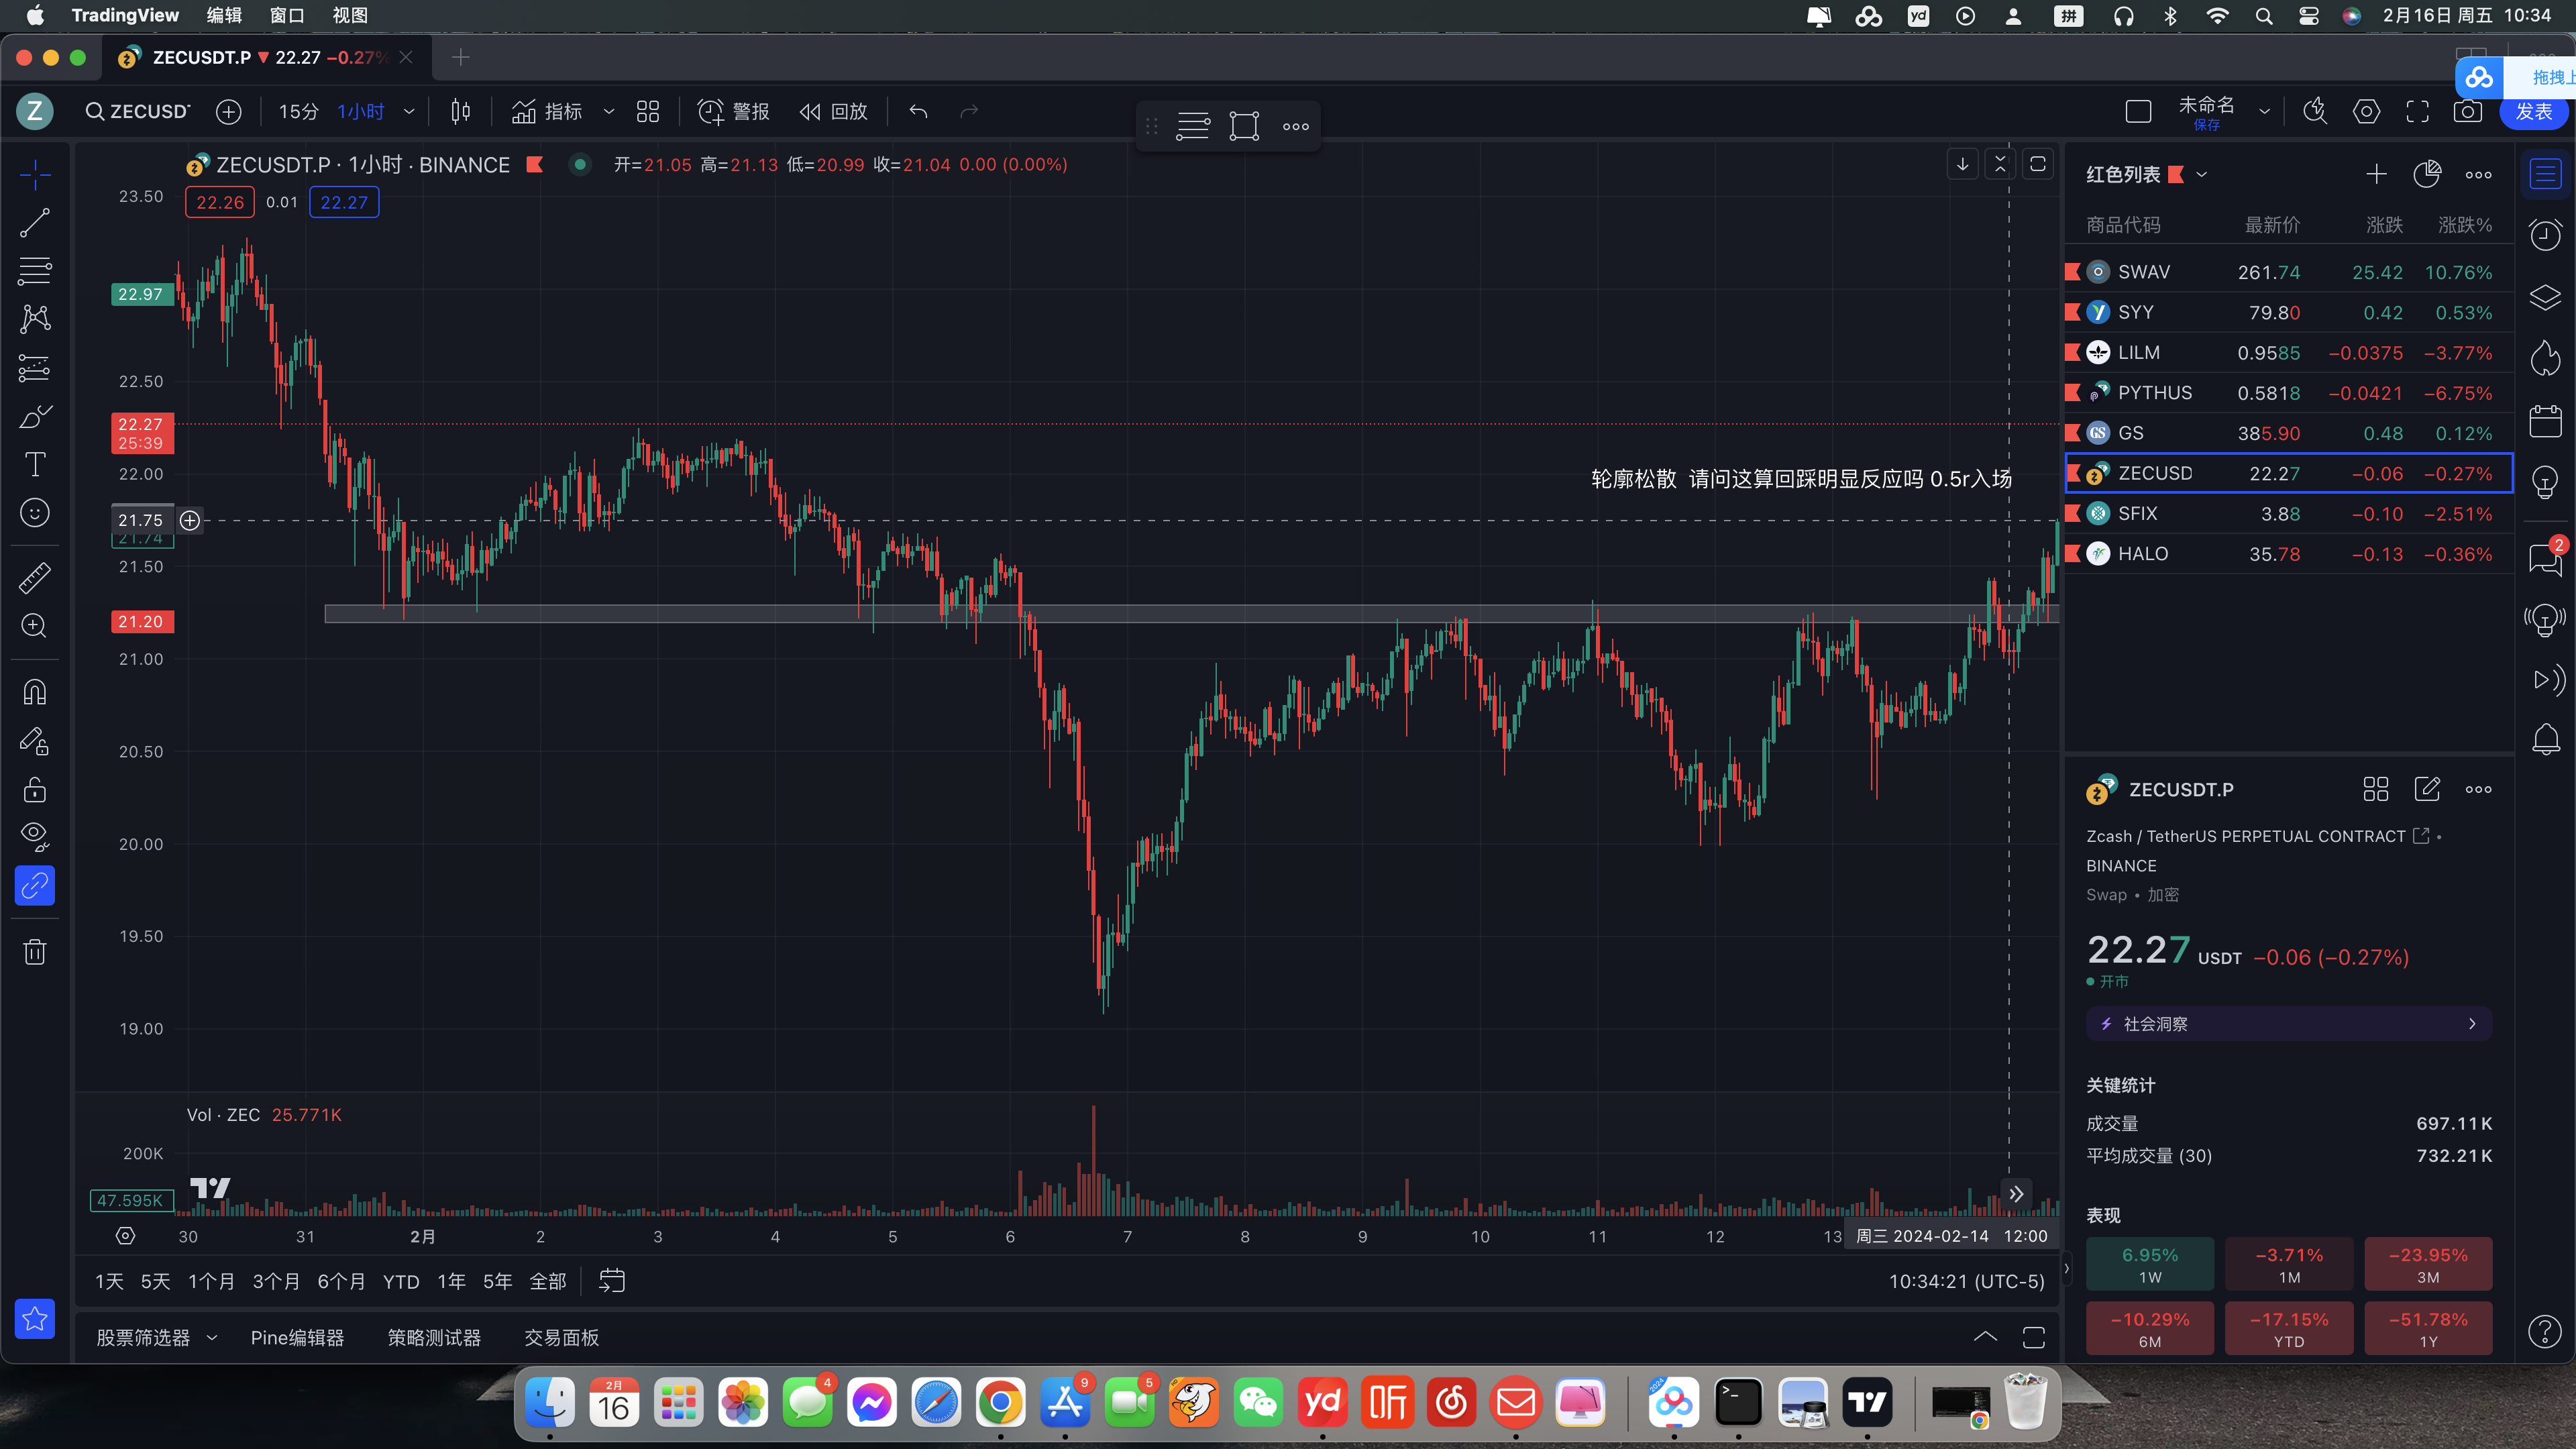 TradingView 编辑 窗口 视图 yd 拼 2月16日 周五 10:34
ZECUSDT.P ▼ 22.27 −0.27%
拖拽上
Z ZECUSDT 15分 1小时 指标 警报 回放 未命名 保存 发表
ZECUSDT.P · 1小时 · BINANCE 开=21.05 高=21.13 低=20.99 收=21.04 0.00 (0.00%)
22.26 0.01 22.27
23.50
22.97
22.50
22.27
25:39
22.00
轮廓松散 请问这算回踩明显反应吗 0.5r入场
21.75
21.74
21.50
21.20
21.00
20.50
20.00
19.50
19.00
Vol · ZEC 25.771K
200K
47.595K
30 31 2月 2 3 4 5 6 7 8 9 10 11 12 13 周三 2024-02-14 12:00
1天 5天 1个月 3个月 6个月 YTD 1年 5年 全部 10:34:21 (UTC-5)
股票筛选器 Pine编辑器 策略测试器 交易面板
红色列表
商品代码 最新价 涨跌 涨跌%
SWAV 261.74 25.42 10.76%
SYY 79.80 0.42 0.53%
LILM 0.9585 −0.0375 −3.77%
PYTHUS 0.5818 −0.0421 −6.75%
GS GS 385.90 0.48 0.12%
ZECUSD 22.27 −0.06 −0.27%
SFIX 3.88 −0.10 −2.51%
HALO 35.78 −0.13 −0.36%
2
ZECUSDT.P
Zcash / TetherUS PERPETUAL CONTRACT •
BINANCE
Swap • 加密
22.27 USDT −0.06 (−0.27%)
开市
社会洞察
关键统计
成交量 697.11K
平均成交量 (30) 732.21K
表现
6.95% −3.71% −23.95%
1W 1M 3M
−10.29% −17.15% −51.78%
6M YTD 1Y
2月 16 4 9 5 yd 听 2024